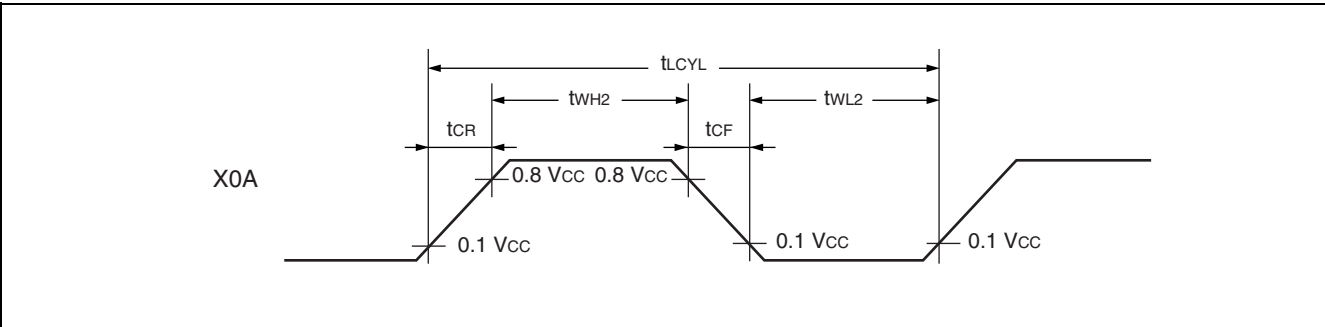 tLCYL
tWH2 tWL2
tCR tCF
X0A
0.8 VCC 0.8 VCC
0.1 VCC 0.1 VCC 0.1 VCC